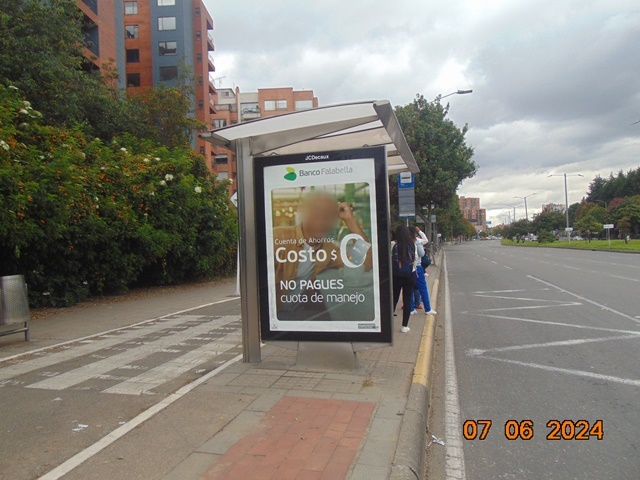 JCDecaux
Banco Falabella
Cuenta de Ahorros
Costo $0
NO PAGUES
cuota de manejo
07 06 2024